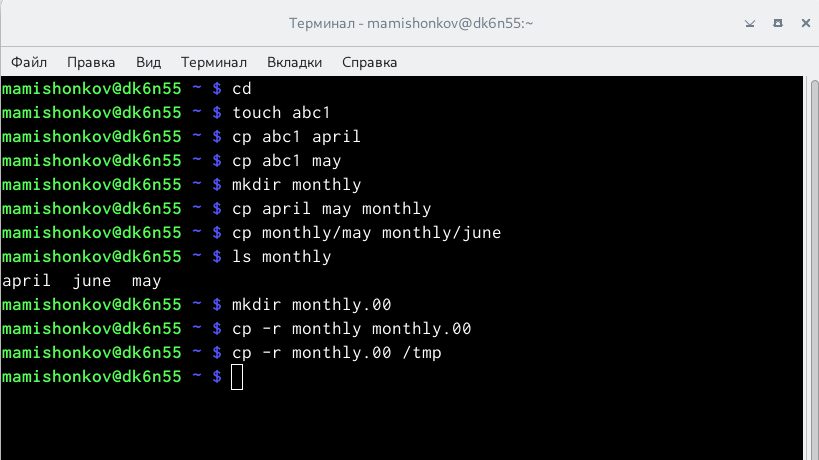 Терминал - mamishonkov@dk6n55:~
Файл Правка Вид Терминал Вкладки Справка
mamishonkov@dk6n55 ~ $ cd
mamishonkov@dk6n55 ~ $ touch abc1
mamishonkov@dk6n55 ~ $ cp abc1 april
mamishonkov@dk6n55 ~ $ cp abc1 may
mamishonkov@dk6n55 ~ $ mkdir monthly
mamishonkov@dk6n55 ~ $ cp april may monthly
mamishonkov@dk6n55 ~ $ cp monthly/may monthly/june
mamishonkov@dk6n55 ~ $ ls monthly
april  june  may
mamishonkov@dk6n55 ~ $ mkdir monthly.00
mamishonkov@dk6n55 ~ $ cp -r monthly monthly.00
mamishonkov@dk6n55 ~ $ cp -r monthly.00 /tmp
mamishonkov@dk6n55 ~ $